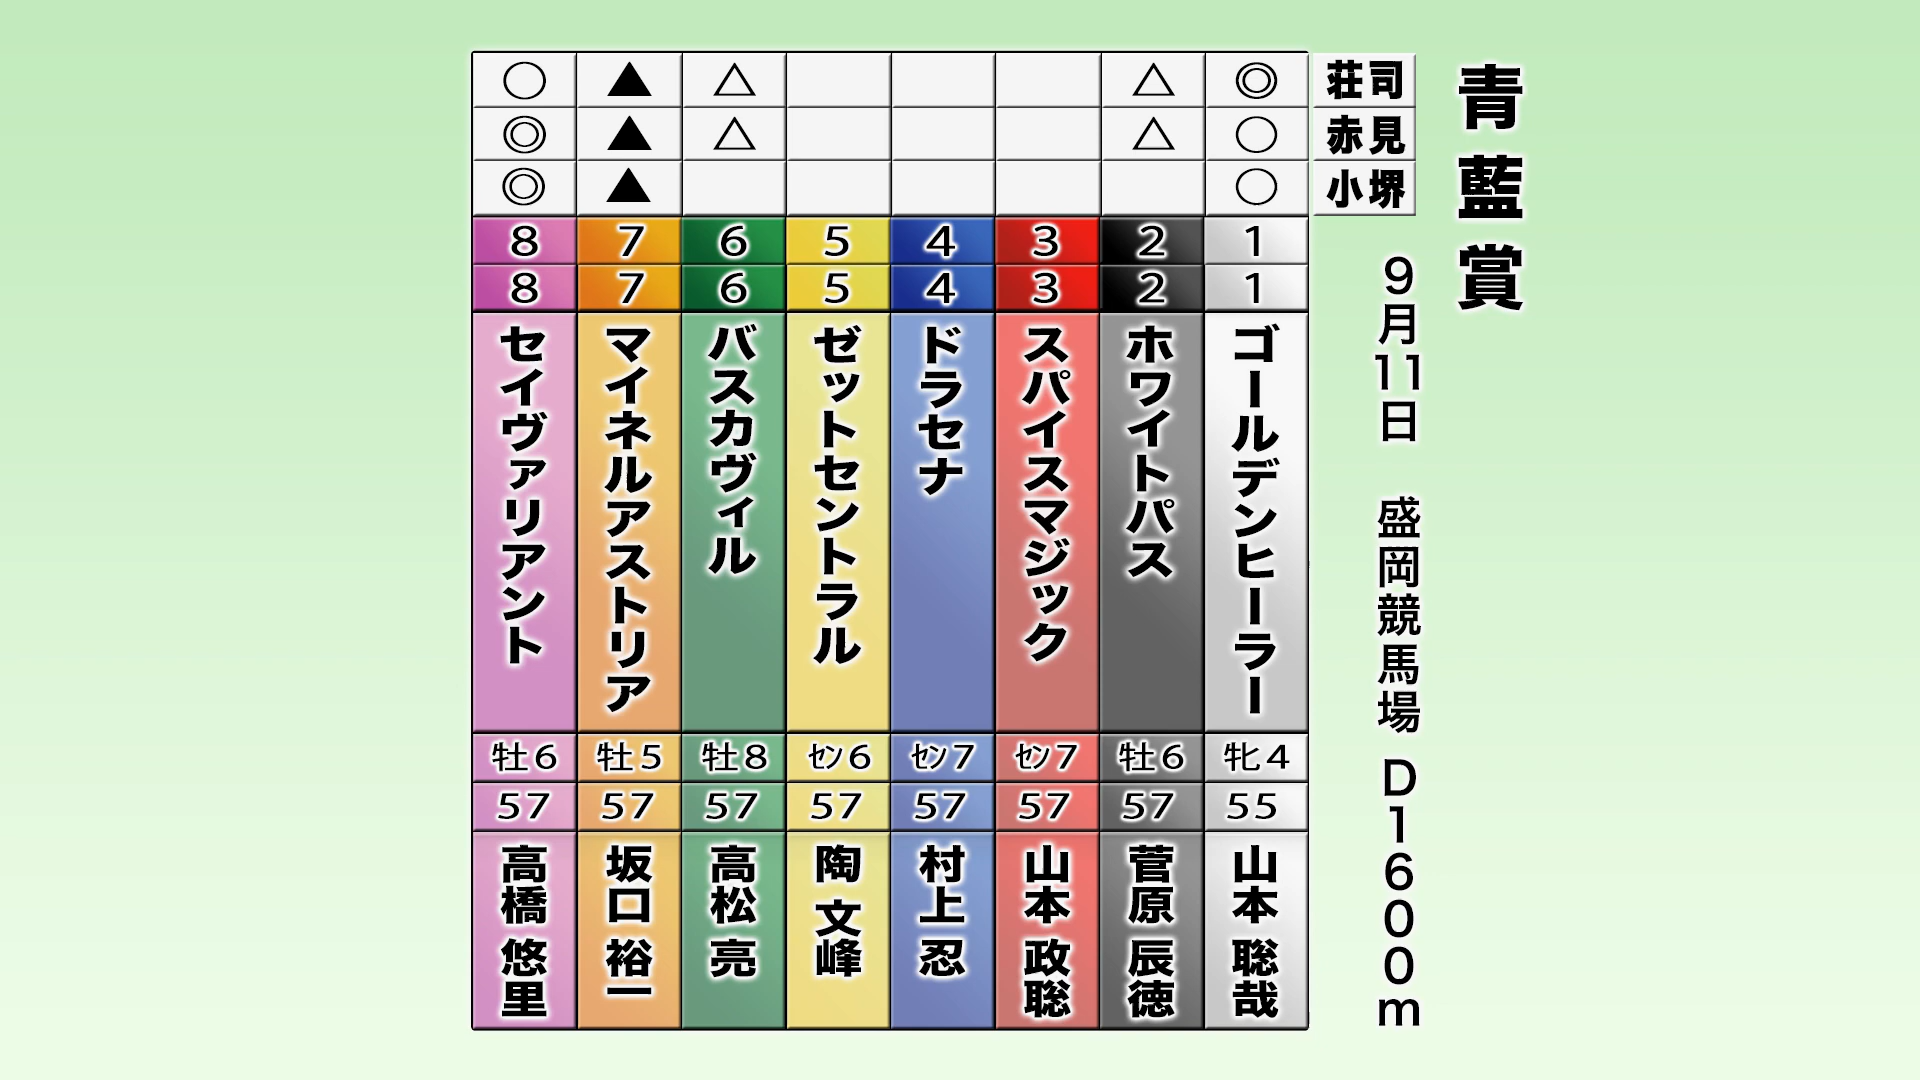 青藍賞
9月11日 盛岡競馬場 D1600m
荘司
赤見
小堺
◎ ○ ○ 1 1 ゴールデンヒーラー 牝4 55 山本 聡哉
△ △ 2 2 ホワイトパス 牡6 57 菅原 辰徳
3 3 スパイスマジック ｾﾝ7 57 山本 政聡
4 4 ドラセナ ｾﾝ7 57 村上 忍
5 5 ゼットセントラル ｾﾝ6 57 陶 文峰
△ △ 6 6 バスカヴィル 牡8 57 高松 亮
▲ ▲ ▲ 7 7 マイネルアストリア 牡5 57 坂口 裕一
○ ◎ ◎ 8 8 セイヴァリアント 牡6 57 高橋 悠里